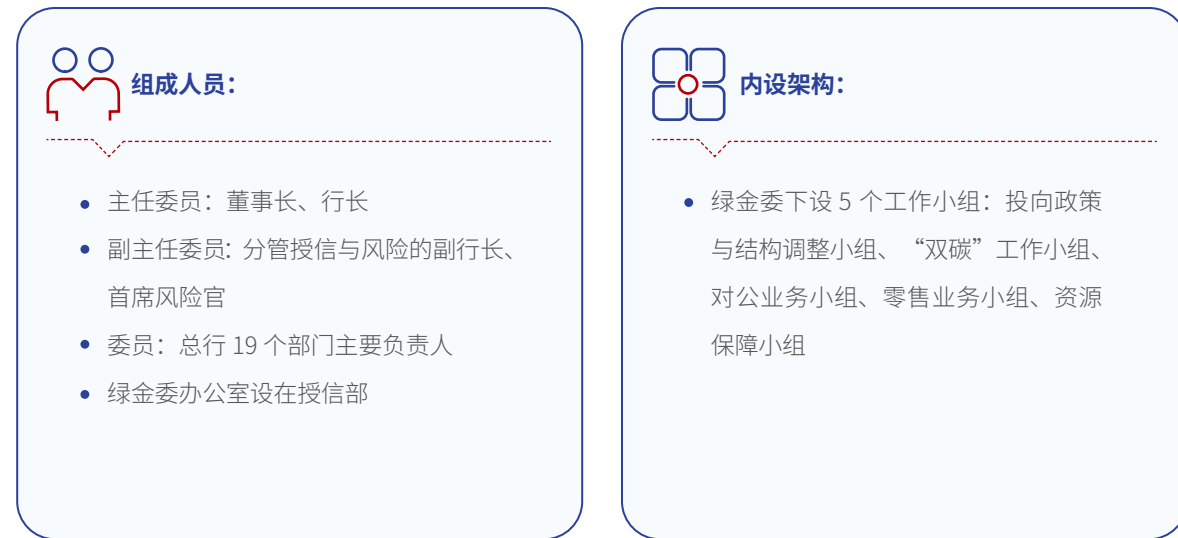 组成人员：
主任委员：董事长、行长
副主任委员：分管授信与风险的副行长、
首席风险官
委员：总行 19 个部门主要负责人
绿金委办公室设在授信部
内设架构：
绿金委下设 5 个工作小组：投向政策
与结构调整小组、“双碳”工作小组、
对公业务小组、零售业务小组、资源
保障小组